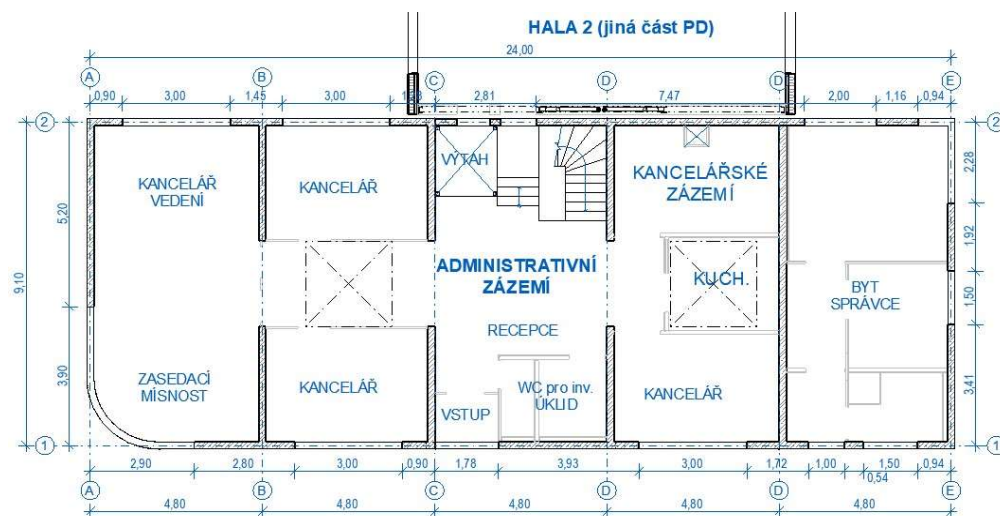 HALA 2 (jiná část PD)
24,00
A
B
C
D
D
E
0,90
3,00
1,45
3,00
2,81
7,47
2,00
1,16
0,94
2
2
VÝTAH
KANCELÁŘ
VEDENÍ
KANCELÁŘ
KANCELÁŘSKÉ
ZÁZEMÍ
2,28
5,20
1,92
9,10
ADMINISTRATIVNÍ
ZÁZEMÍ
KUCH.
BYT
SPRÁVCE
1,50
RECEPCE
3,90
ZASEDACÍ
MÍSNOST
KANCELÁŘ
WC pro inv.
ÚKLID
KANCELÁŘ
3,41
VSTUP
1
1
2,90
2,80
3,00
0,90
1,78
3,93
3,00
1,72
1,00
0,54
1,50
0,94
A
B
C
D
D
E
4,80
4,80
4,80
4,80
4,80